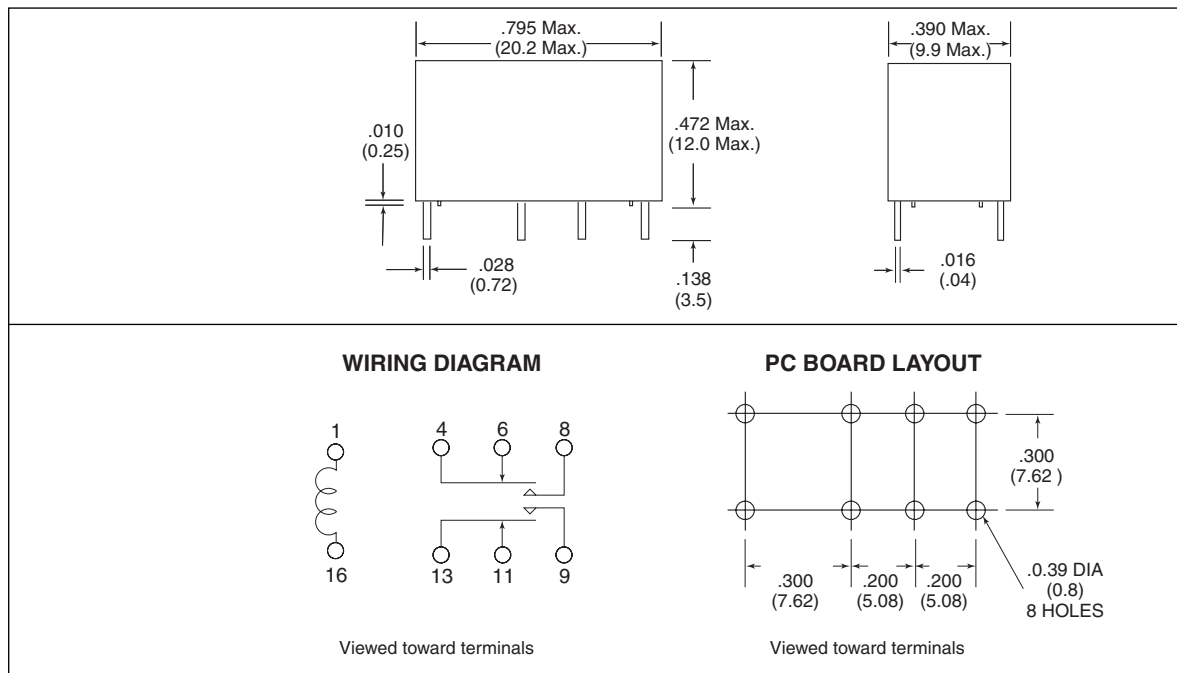 .795 Max.
(20.2 Max.)
.390 Max.
(9.9 Max.)
.010
(0.25)
.472 Max.
(12.0 Max.)
.028
(0.72)
.138
(3.5)
.016
(.04)
WIRING DIAGRAM
PC BOARD LAYOUT
1
4
6
8
16
13
11
9
.300
(7.62 )
.300
(7.62)
.200
(5.08)
.200
(5.08)
.0.39 DIA
(0.8)
8 HOLES
Viewed toward terminals
Viewed toward terminals